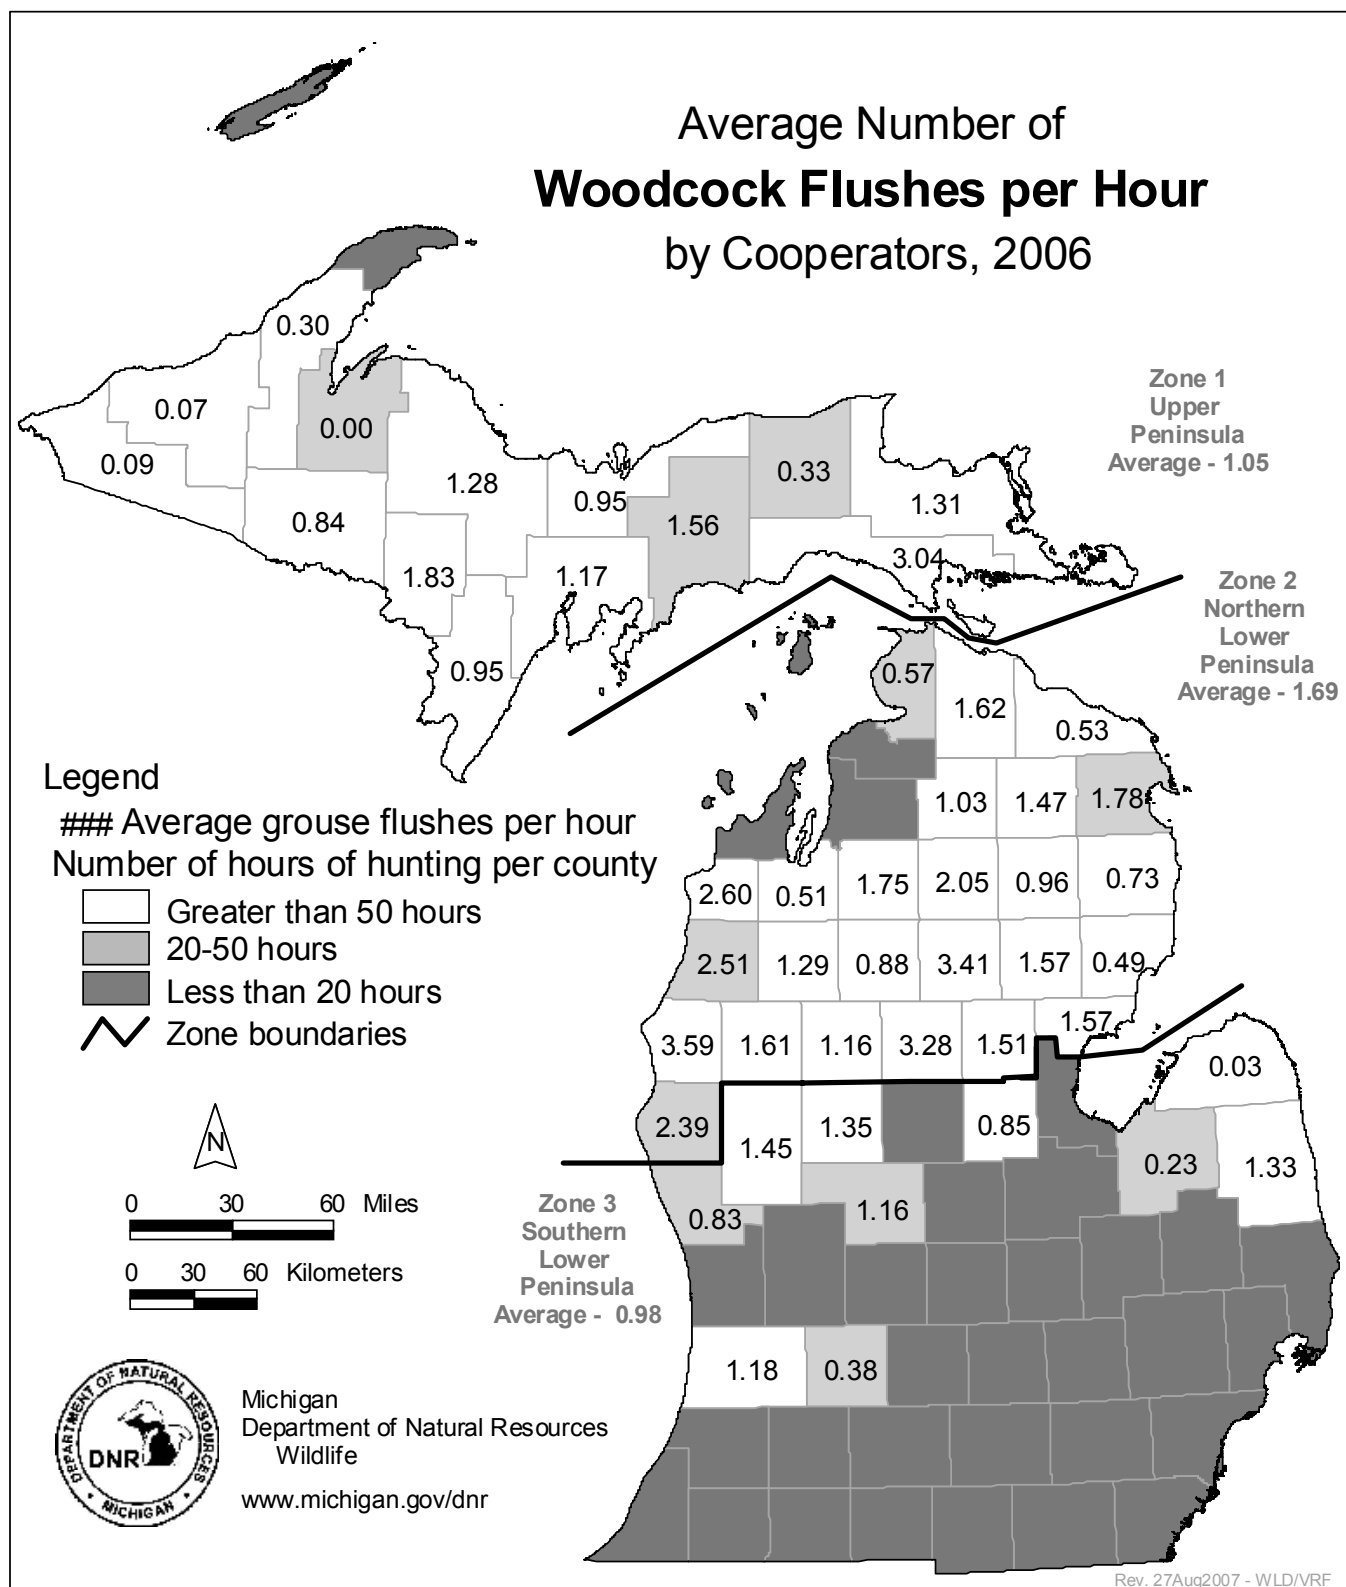 Average Number of
Woodcock Flushes per Hour
by Cooperators, 2006
0.30
0.07
0.00
0.09
0.84
1.28
0.95
0.33
1.56
1.31
3.04
1.83
1.17
0.95
Zone 1
Upper
Peninsula
Average - 1.05
Zone 2
Northern
Lower
Peninsula
Average - 1.69
0.57
1.62
0.53
1.03
1.47
1.78
2.60
0.51
1.75
2.05
0.96
0.73
2.51
1.29
0.88
3.41
1.57
0.49
3.59
1.61
1.16
3.28
1.51
1.57
2.39
1.45
1.35
0.85
0.03
0.83
1.16
0.23
1.33
1.18
0.38
Legend
### Average grouse flushes per hour
Number of hours of hunting per county
Greater than 50 hours
20-50 hours
Less than 20 hours
Zone boundaries
N
0 30 60 Miles
0 30 60 Kilometers
Zone 3
Southern
Lower
Peninsula
Average - 0.98
DEPARTMENT OF NATURAL RESOURCES
DNR
MICHIGAN
Michigan
Department of Natural Resources
Wildlife
www.michigan.gov/dnr
Rev. 27Aug2007 - WLD/VRF